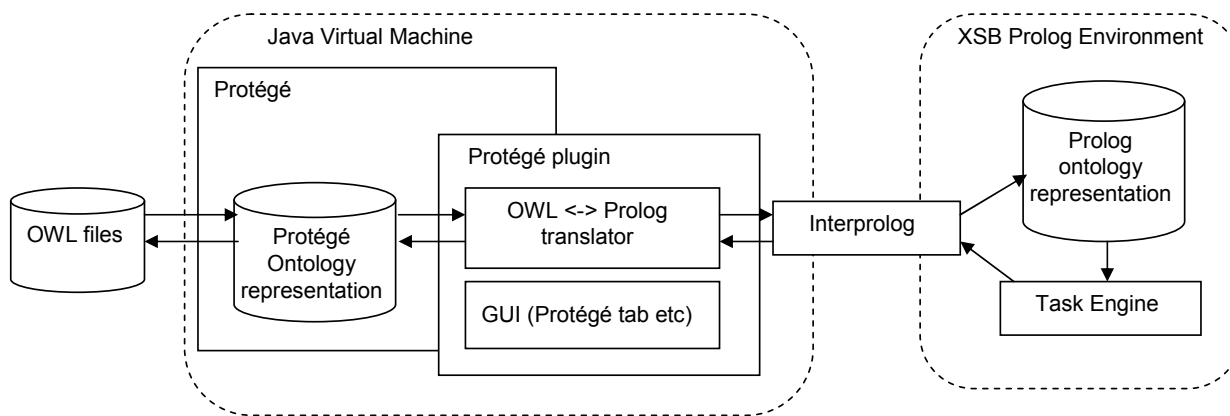 Java Virtual Machine
XSB Prolog Environment
Protégé
Protégé plugin
OWL files
Protégé
Ontology
representation
OWL <-> Prolog
translator
GUI (Protégé tab etc)
Interprolog
Prolog
ontology
representation
Task Engine